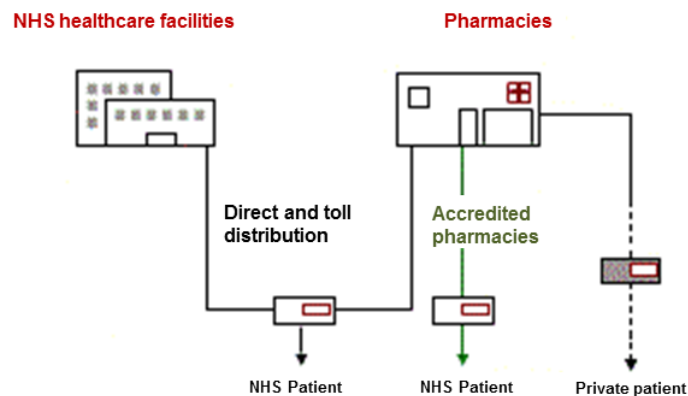 NHS healthcare facilities
Pharmacies
Direct and toll
distribution
Accredited
pharmacies
NHS Patient
NHS Patient
Private patient